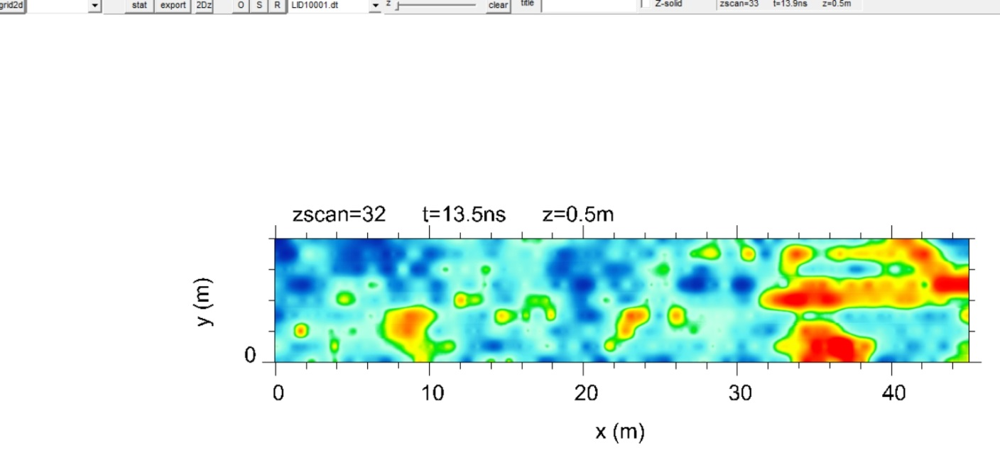 grid2d stat export 2Dz O S R LID10001.dt z clear title Z-solid zscan=33 t=13.9ns z=0.5m
zscan=32 t=13.5ns z=0.5m
y (m)
0
0 10 20 30 40
x (m)